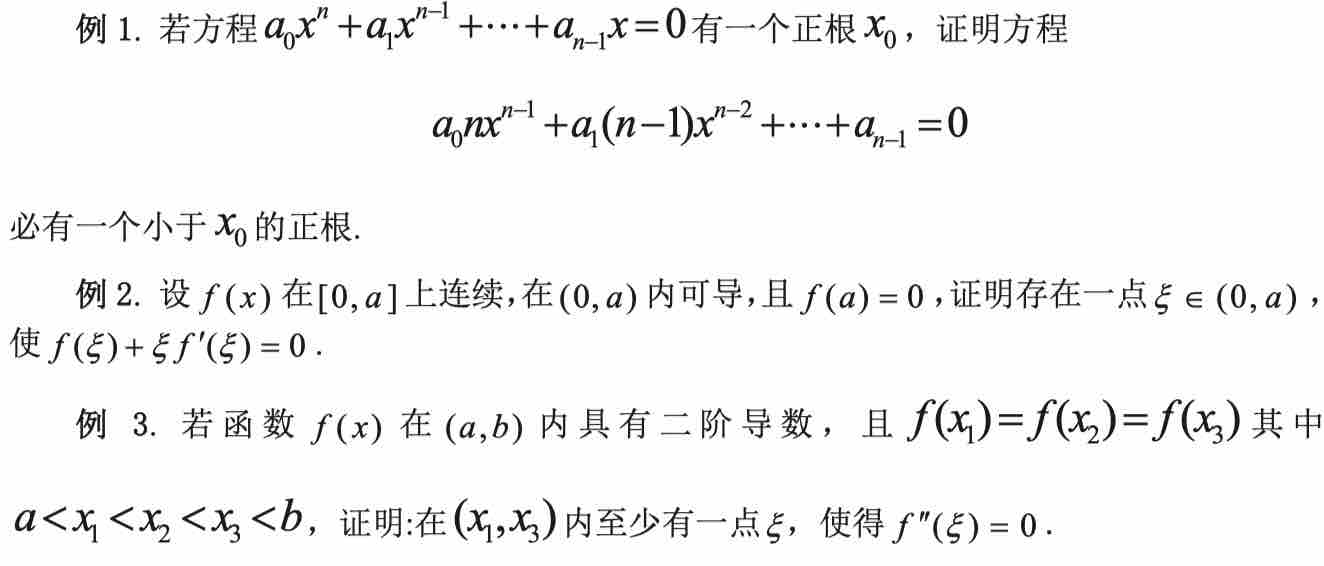 例 1. 若方程 $a_0x^n+a_1x^{n-1}+\cdots+a_{n-1}x=0$ 有一个正根 $x_0$，证明方程
$a_0nx^{n-1}+a_1(n-1)x^{n-2}+\cdots+a_{n-1}=0$
必有一个小于 $x_0$ 的正根.
例 2. 设 $f(x)$ 在 $[0,a]$ 上连续,在 $(0,a)$ 内可导,且 $f(a)=0$ ,证明存在一点 $\xi\in(0,a)$ ，
使 $f(\xi)+\xi f'(\xi)=0$ .
例 3. 若函数 $f(x)$ 在 $(a,b)$ 内具有二阶导数，且 $f(x_1)=f(x_2)=f(x_3)$ 其中
$a<x_1<x_2<x_3<b$，证明:在 $(x_1,x_3)$ 内至少有一点 $\xi$，使得 $f''(\xi)=0$ .